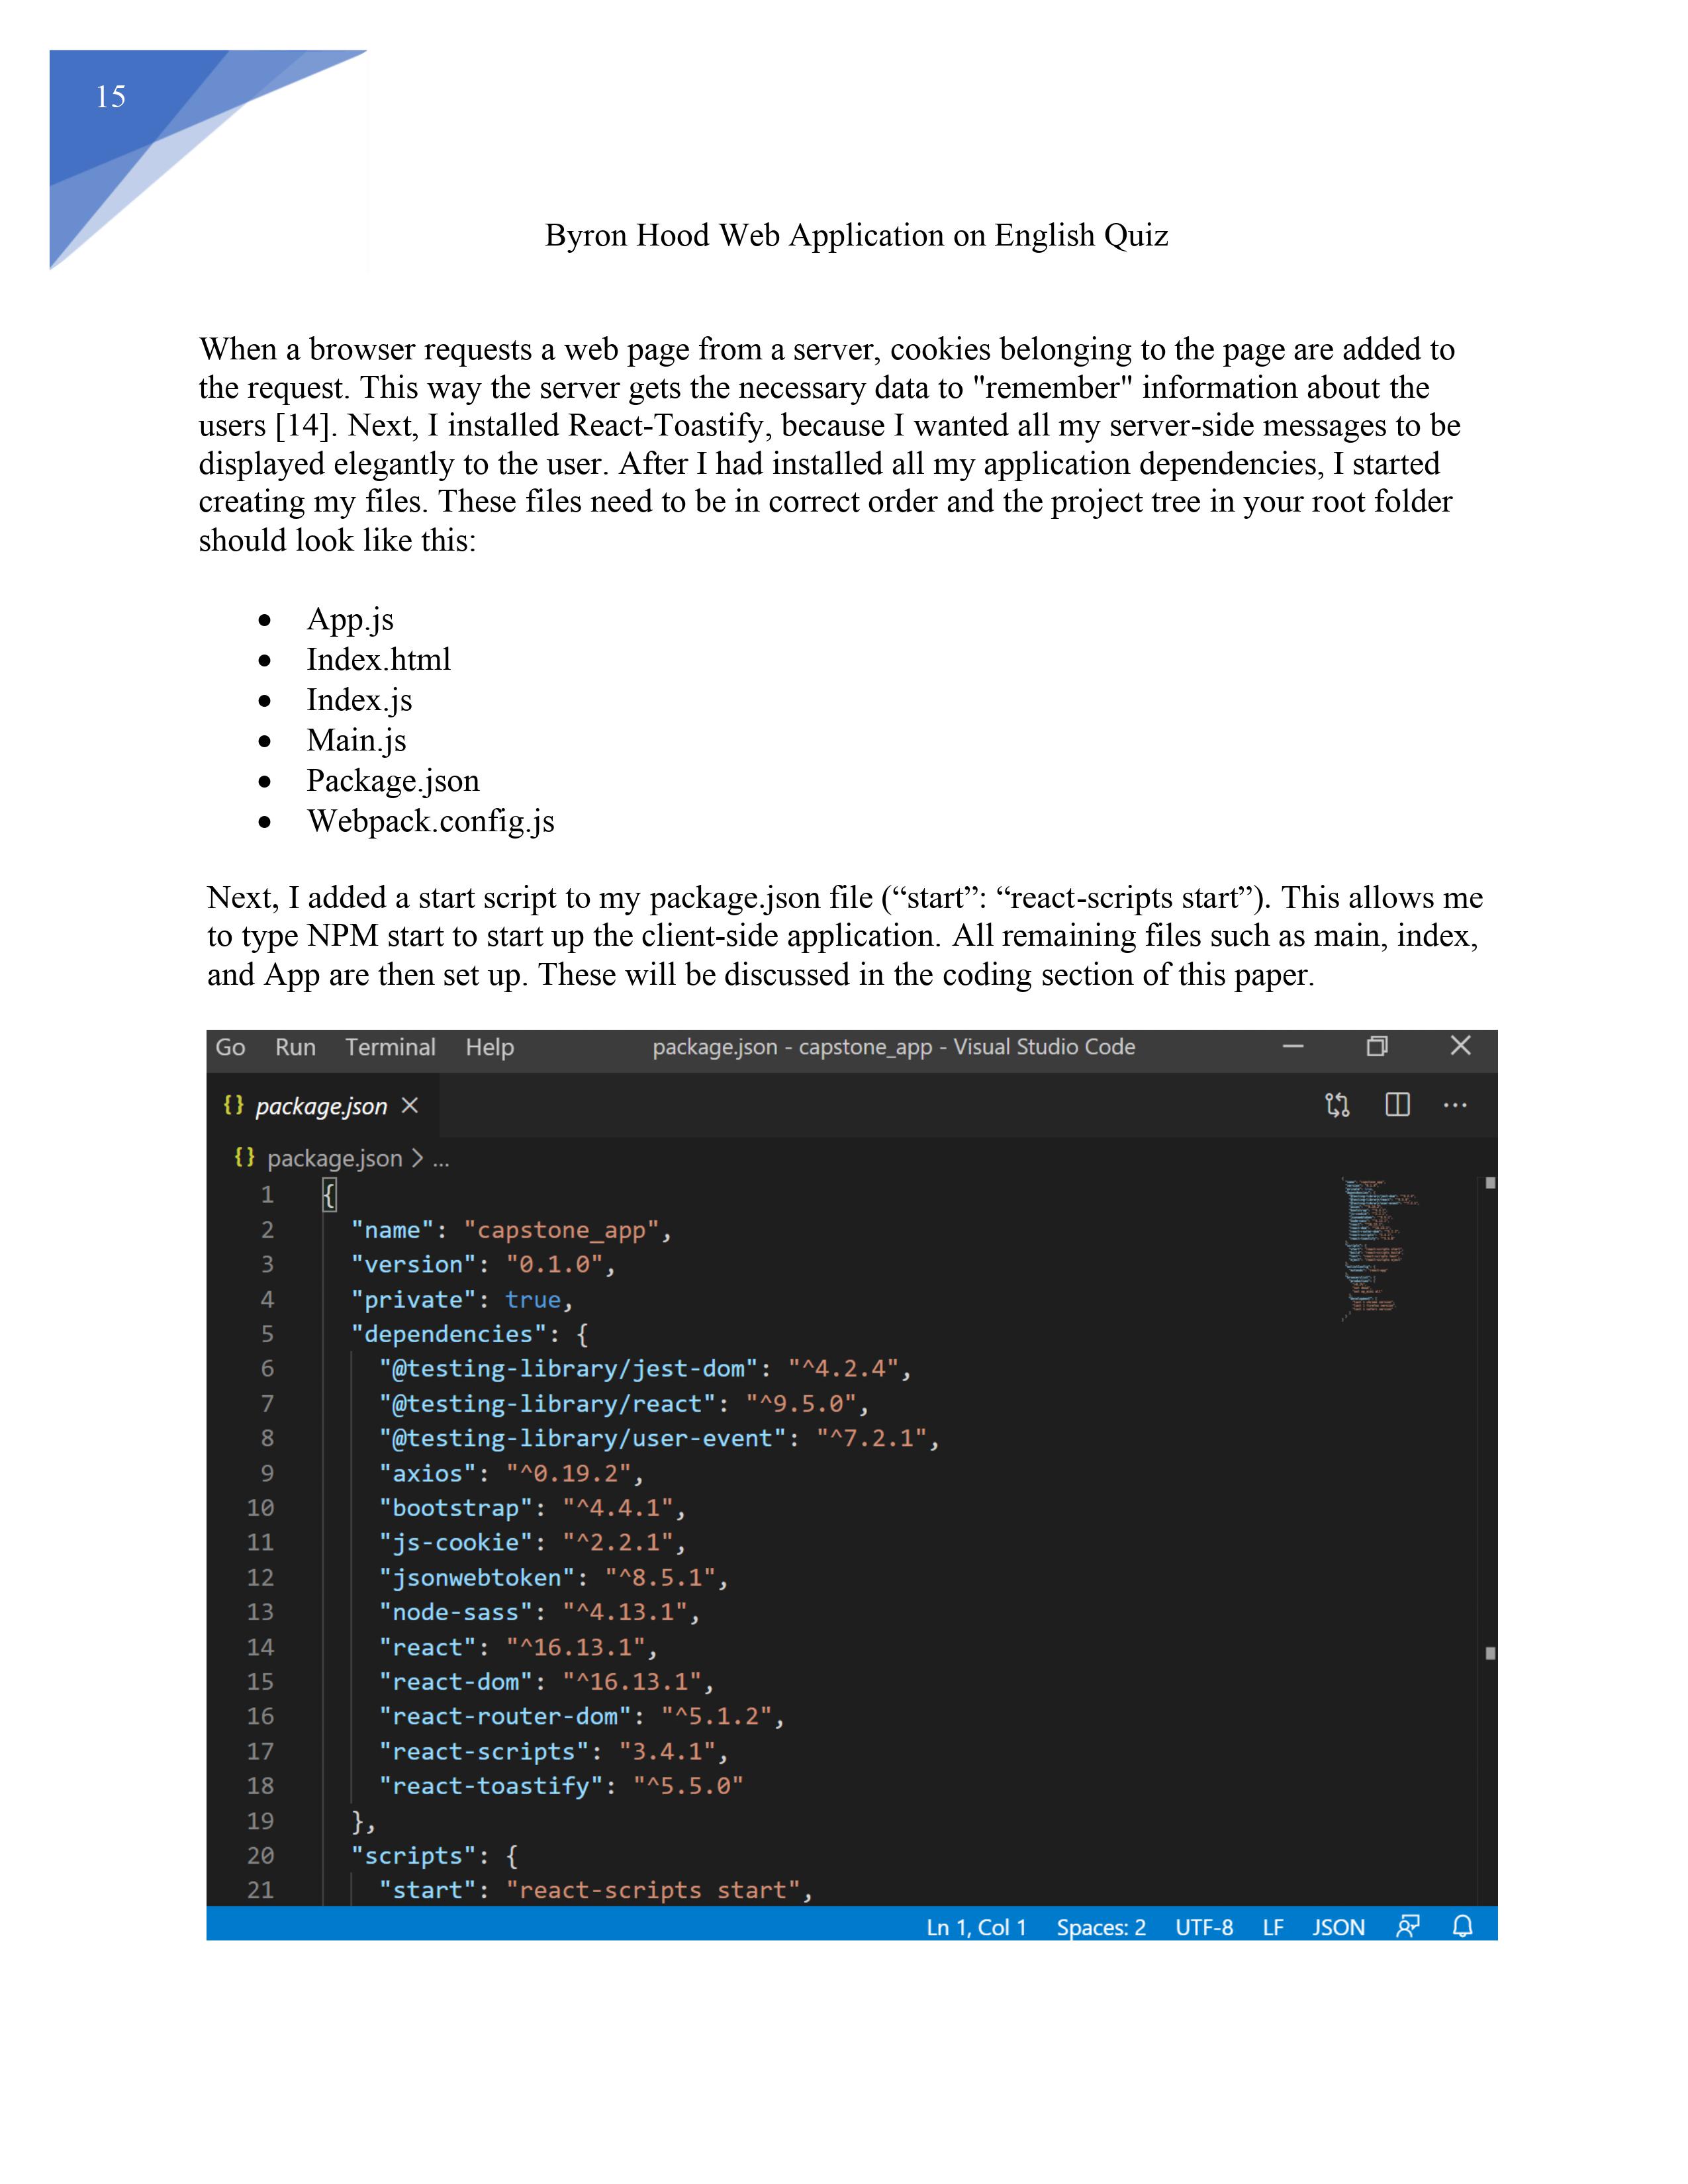 15
Byron Hood Web Application on English Quiz
When a browser requests a web page from a server, cookies belonging to the page are added to
the request. This way the server gets the necessary data to "remember" information about the
users [14]. Next, I installed React-Toastify, because I wanted all my server-side messages to be
displayed elegantly to the user. After I had installed all my application dependencies, I started
creating my files. These files need to be in correct order and the project tree in your root folder
should look like this:
• App.js
• Index.html
• Index.js
• Main.js
• Package.json
• Webpack.config.js
Next, I added a start script to my package.json file (“start”: “react-scripts start”). This allows me
to type NPM start to start up the client-side application. All remaining files such as main, index,
and App are then set up. These will be discussed in the coding section of this paper.
Go Run Terminal Help package.json - capstone_app - Visual Studio Code
{} package.json
{} package.json > ...
1 {
2 "name": "capstone_app",
3 "version": "0.1.0",
4 "private": true,
5 "dependencies": {
6 "@testing-library/jest-dom": "^4.2.4",
7 "@testing-library/react": "^9.5.0",
8 "@testing-library/user-event": "^7.2.1",
9 "axios": "^0.19.2",
10 "bootstrap": "^4.4.1",
11 "js-cookie": "^2.2.1",
12 "jsonwebtoken": "^8.5.1",
13 "node-sass": "^4.13.1",
14 "react": "^16.13.1",
15 "react-dom": "^16.13.1",
16 "react-router-dom": "^5.1.2",
17 "react-scripts": "3.4.1",
18 "react-toastify": "^5.5.0"
19 },
20 "scripts": {
21 "start": "react-scripts start",
Ln 1, Col 1 Spaces: 2 UTF-8 LF JSON